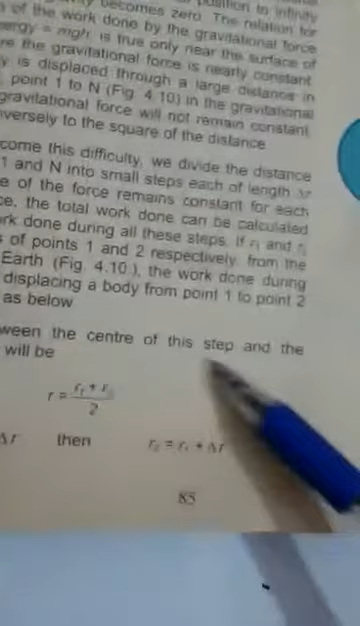 becomes zero. The relation for
of the work done by the gravitational force
energy = mgh, is true only near the surface of
the gravitational force is nearly constant.
y is displaced through a large distance in
point 1 to N (Fig. 4.10) in the gravitational
gravitational force will not remain constant
versely to the square of the distance.
come this difficulty, we divide the distance
1 and N into small steps each of length Δr
e of the force remains constant for each
ce, the total work done can be calculated
rk done during all these steps. If r₁ and r₂
s of points 1 and 2 respectively, from the
Earth (Fig. 4.10), the work done during
displacing a body from point 1 to point 2
as below
ween the centre of this step and the
will be
r = r₁ + r₂ / 2
Δr then r₂ = r₁ + Δr
85